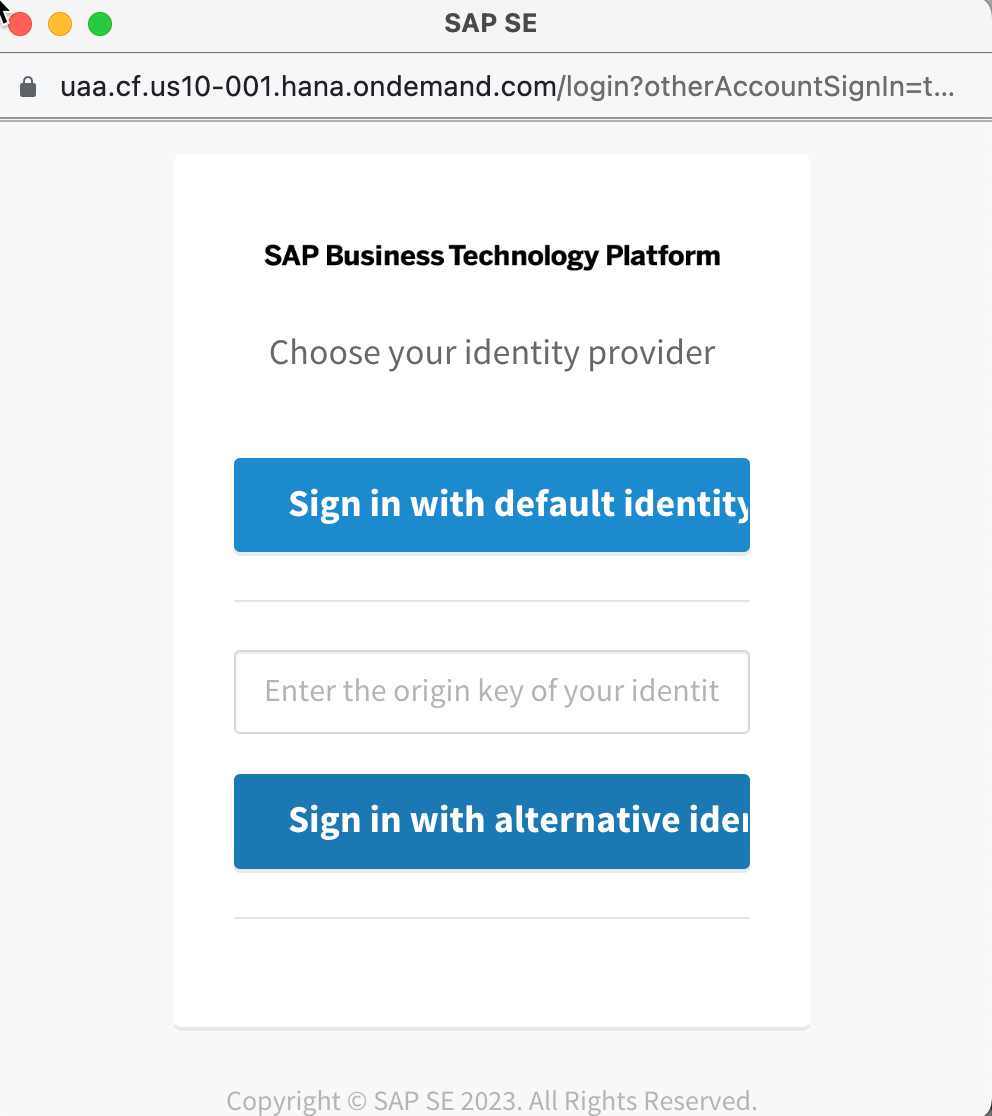 SAP SE
uaa.cf.us10-001.hana.ondemand.com/login?otherAccountSignIn=t...
SAP Business Technology Platform
Choose your identity provider
Sign in with default identity
Enter the origin key of your identit
Sign in with alternative iden
Copyright © SAP SE 2023. All Rights Reserved.